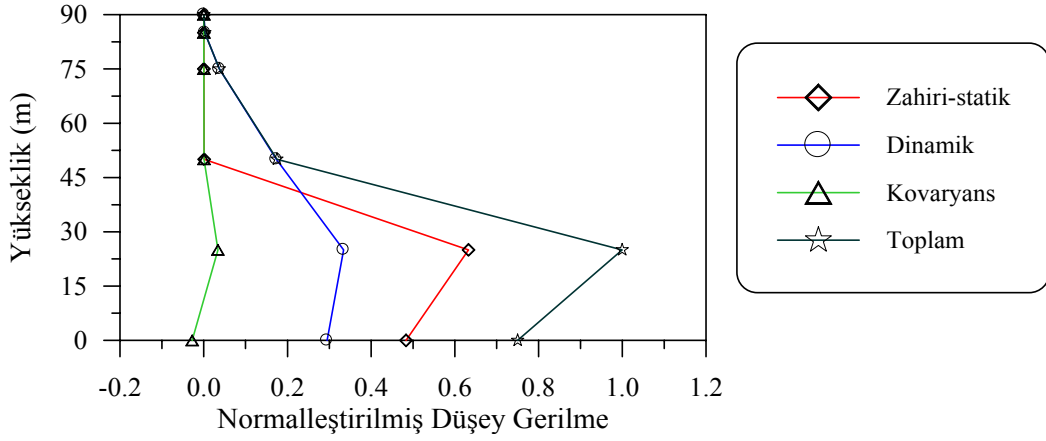 90
75
60
45
30
15
0
Yükseklik (m)
-0.2 0.0 0.2 0.4 0.6 0.8 1.0 1.2
Normalleştirilmiş Düşey Gerilme
Zahiri-statik
Dinamik
Kovaryans
Toplam